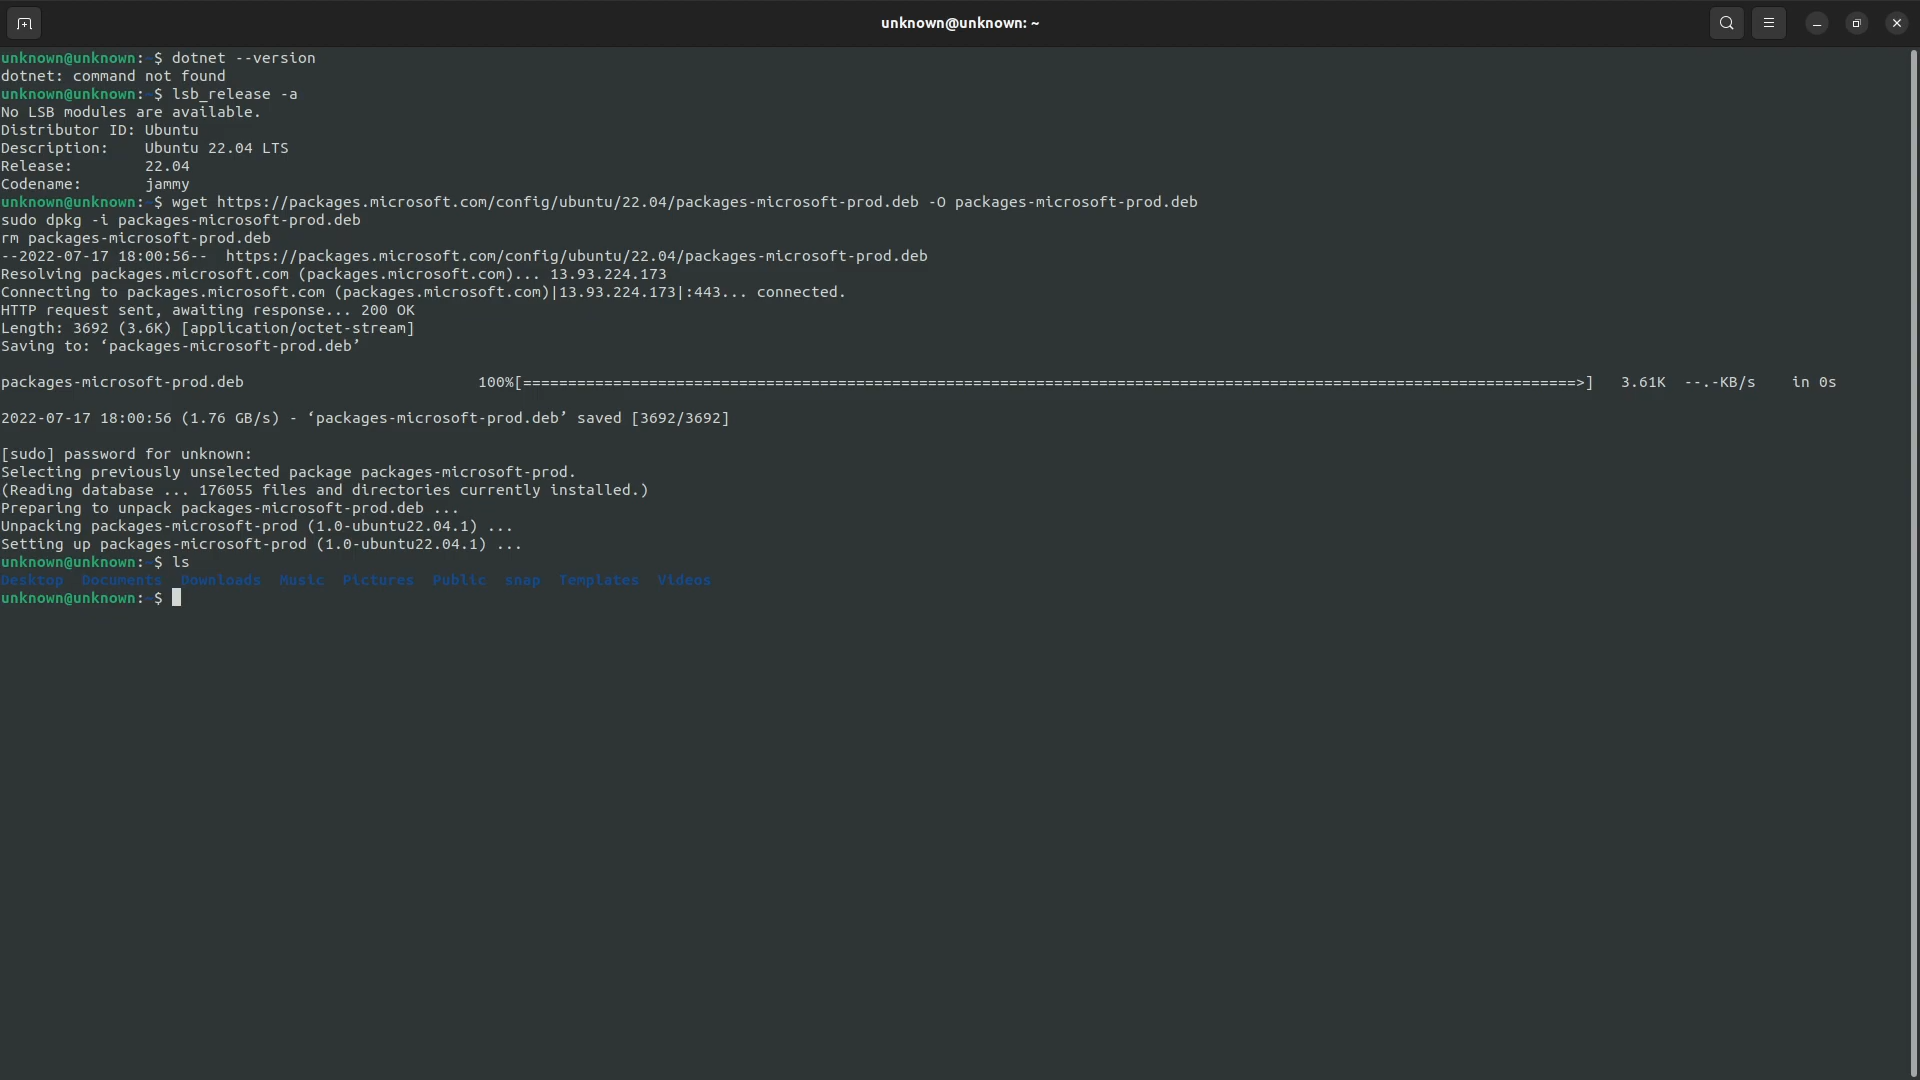 unknown@unknown: ~
unknown@unknown:~$ dotnet --version
dotnet: command not found
unknown@unknown:~$ lsb_release -a
No LSB modules are available.
Distributor ID: Ubuntu
Description:    Ubuntu 22.04 LTS
Release:        22.04
Codename:       jammy
unknown@unknown:~$ wget https://packages.microsoft.com/config/ubuntu/22.04/packages-microsoft-prod.deb -O packages-microsoft-prod.deb
sudo dpkg -i packages-microsoft-prod.deb
rm packages-microsoft-prod.deb
--2022-07-17 18:00:56--  https://packages.microsoft.com/config/ubuntu/22.04/packages-microsoft-prod.deb
Resolving packages.microsoft.com (packages.microsoft.com)... 13.93.224.173
Connecting to packages.microsoft.com (packages.microsoft.com)|13.93.224.173|:443... connected.
HTTP request sent, awaiting response... 200 OK
Length: 3692 (3.6K) [application/octet-stream]
Saving to: ‘packages-microsoft-prod.deb’
packages-microsoft-prod.deb                          100%[=====================================================================================================================>]   3.61K  --.-KB/s    in 0s
2022-07-17 18:00:56 (1.76 GB/s) - ‘packages-microsoft-prod.deb’ saved [3692/3692]
[sudo] password for unknown:
Selecting previously unselected package packages-microsoft-prod.
(Reading database ... 176055 files and directories currently installed.)
Preparing to unpack packages-microsoft-prod.deb ...
Unpacking packages-microsoft-prod (1.0-ubuntu22.04.1) ...
Setting up packages-microsoft-prod (1.0-ubuntu22.04.1) ...
unknown@unknown:~$ ls
Desktop  Documents  Downloads  Music  Pictures  Public  snap  Templates  Videos
unknown@unknown:~$